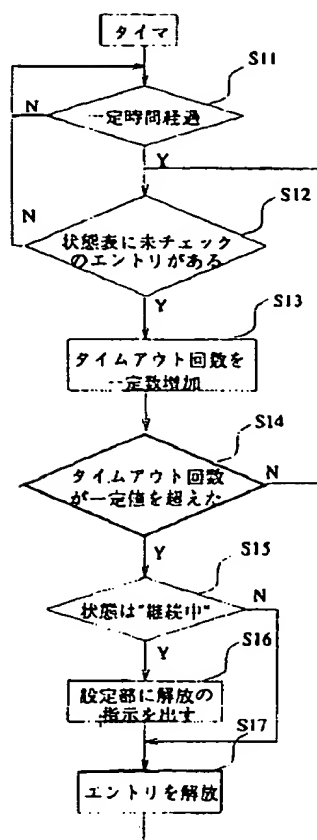 タイマ
S11
N
一定時間経過
Y
S12
N
状態表に未チェック
のエントリがある
Y
S13
タイムアウト回数を
一定数増加
S14
タイムアウト回数
が一定値を超えた
N
Y
S15
状態は"継続中"
N
Y
S16
設定部に解放の
指示を出す
S17
エントリを解放